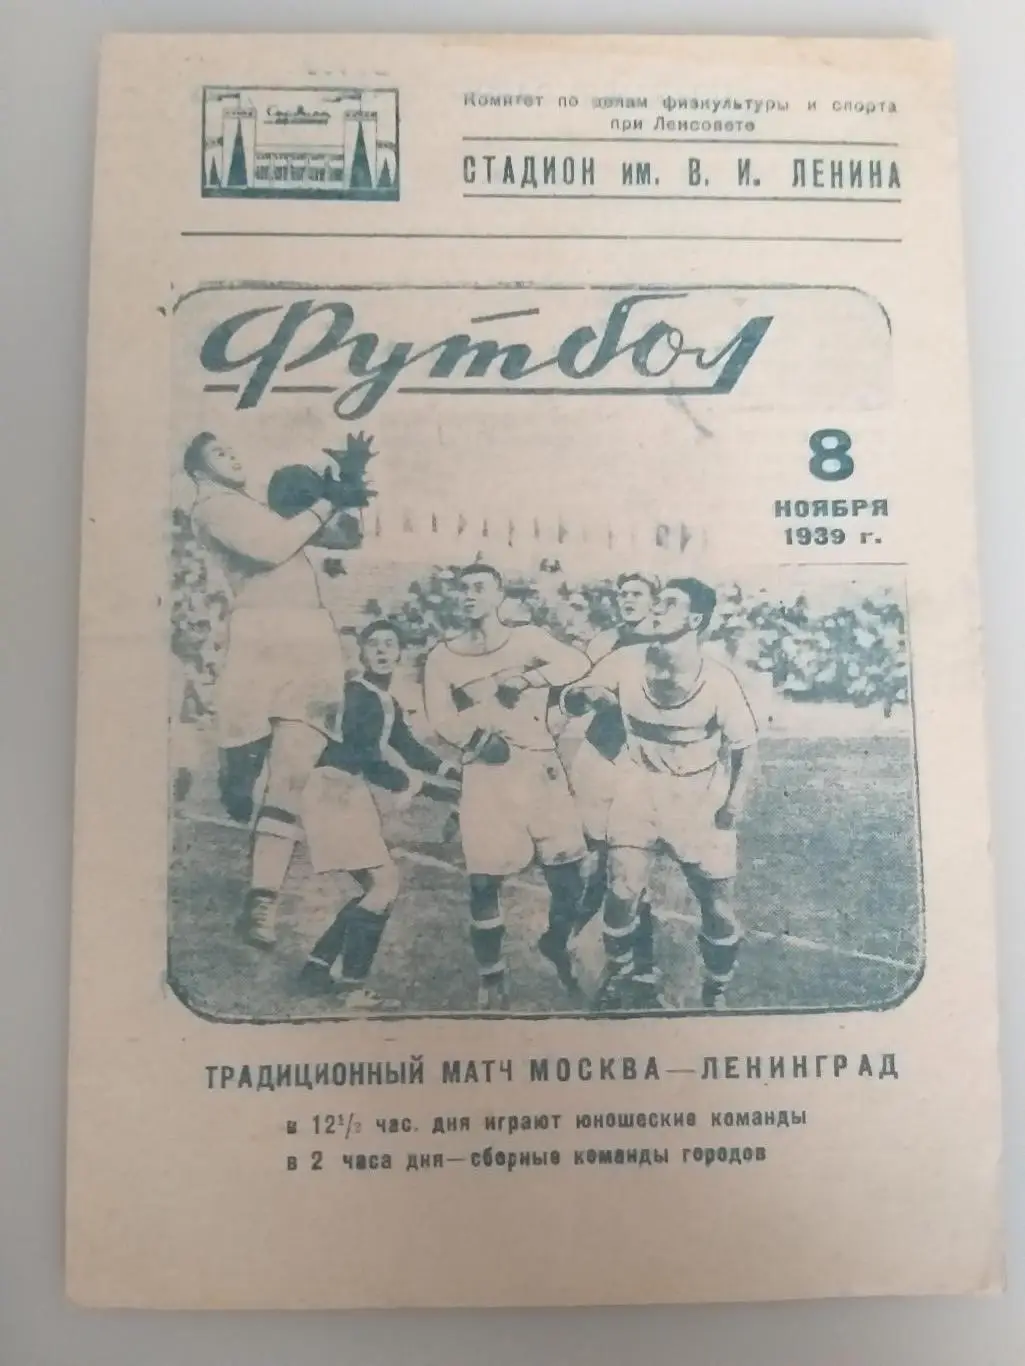 Комитет по делам физкультуры и спорта
при Ленсовете
СТАДИОН им. В. И. ЛЕНИНА
Футбол
8
НОЯБРЯ
1939 г.
ТРАДИЦИОННЫЙ МАТЧ МОСКВА—ЛЕНИНГРАД
в 12¹/₂ час. дня играют юношеские команды
в 2 часа дня—сборные команды городов